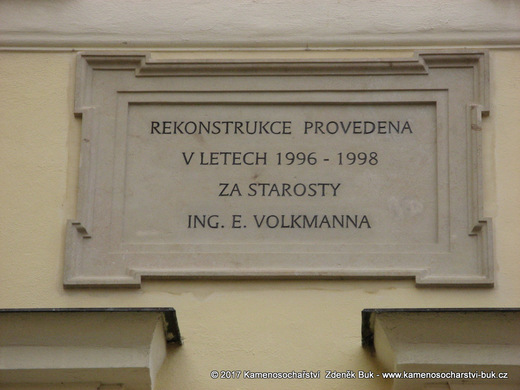 REKONSTRUKCE PROVEDENA
V LETECH 1996 - 1998
ZA STAROSTY
ING. E. VOLKMANNA
© 2017 Kamenosochařství Zdeněk Buk - www.kamenosocharstvi-buk.cz